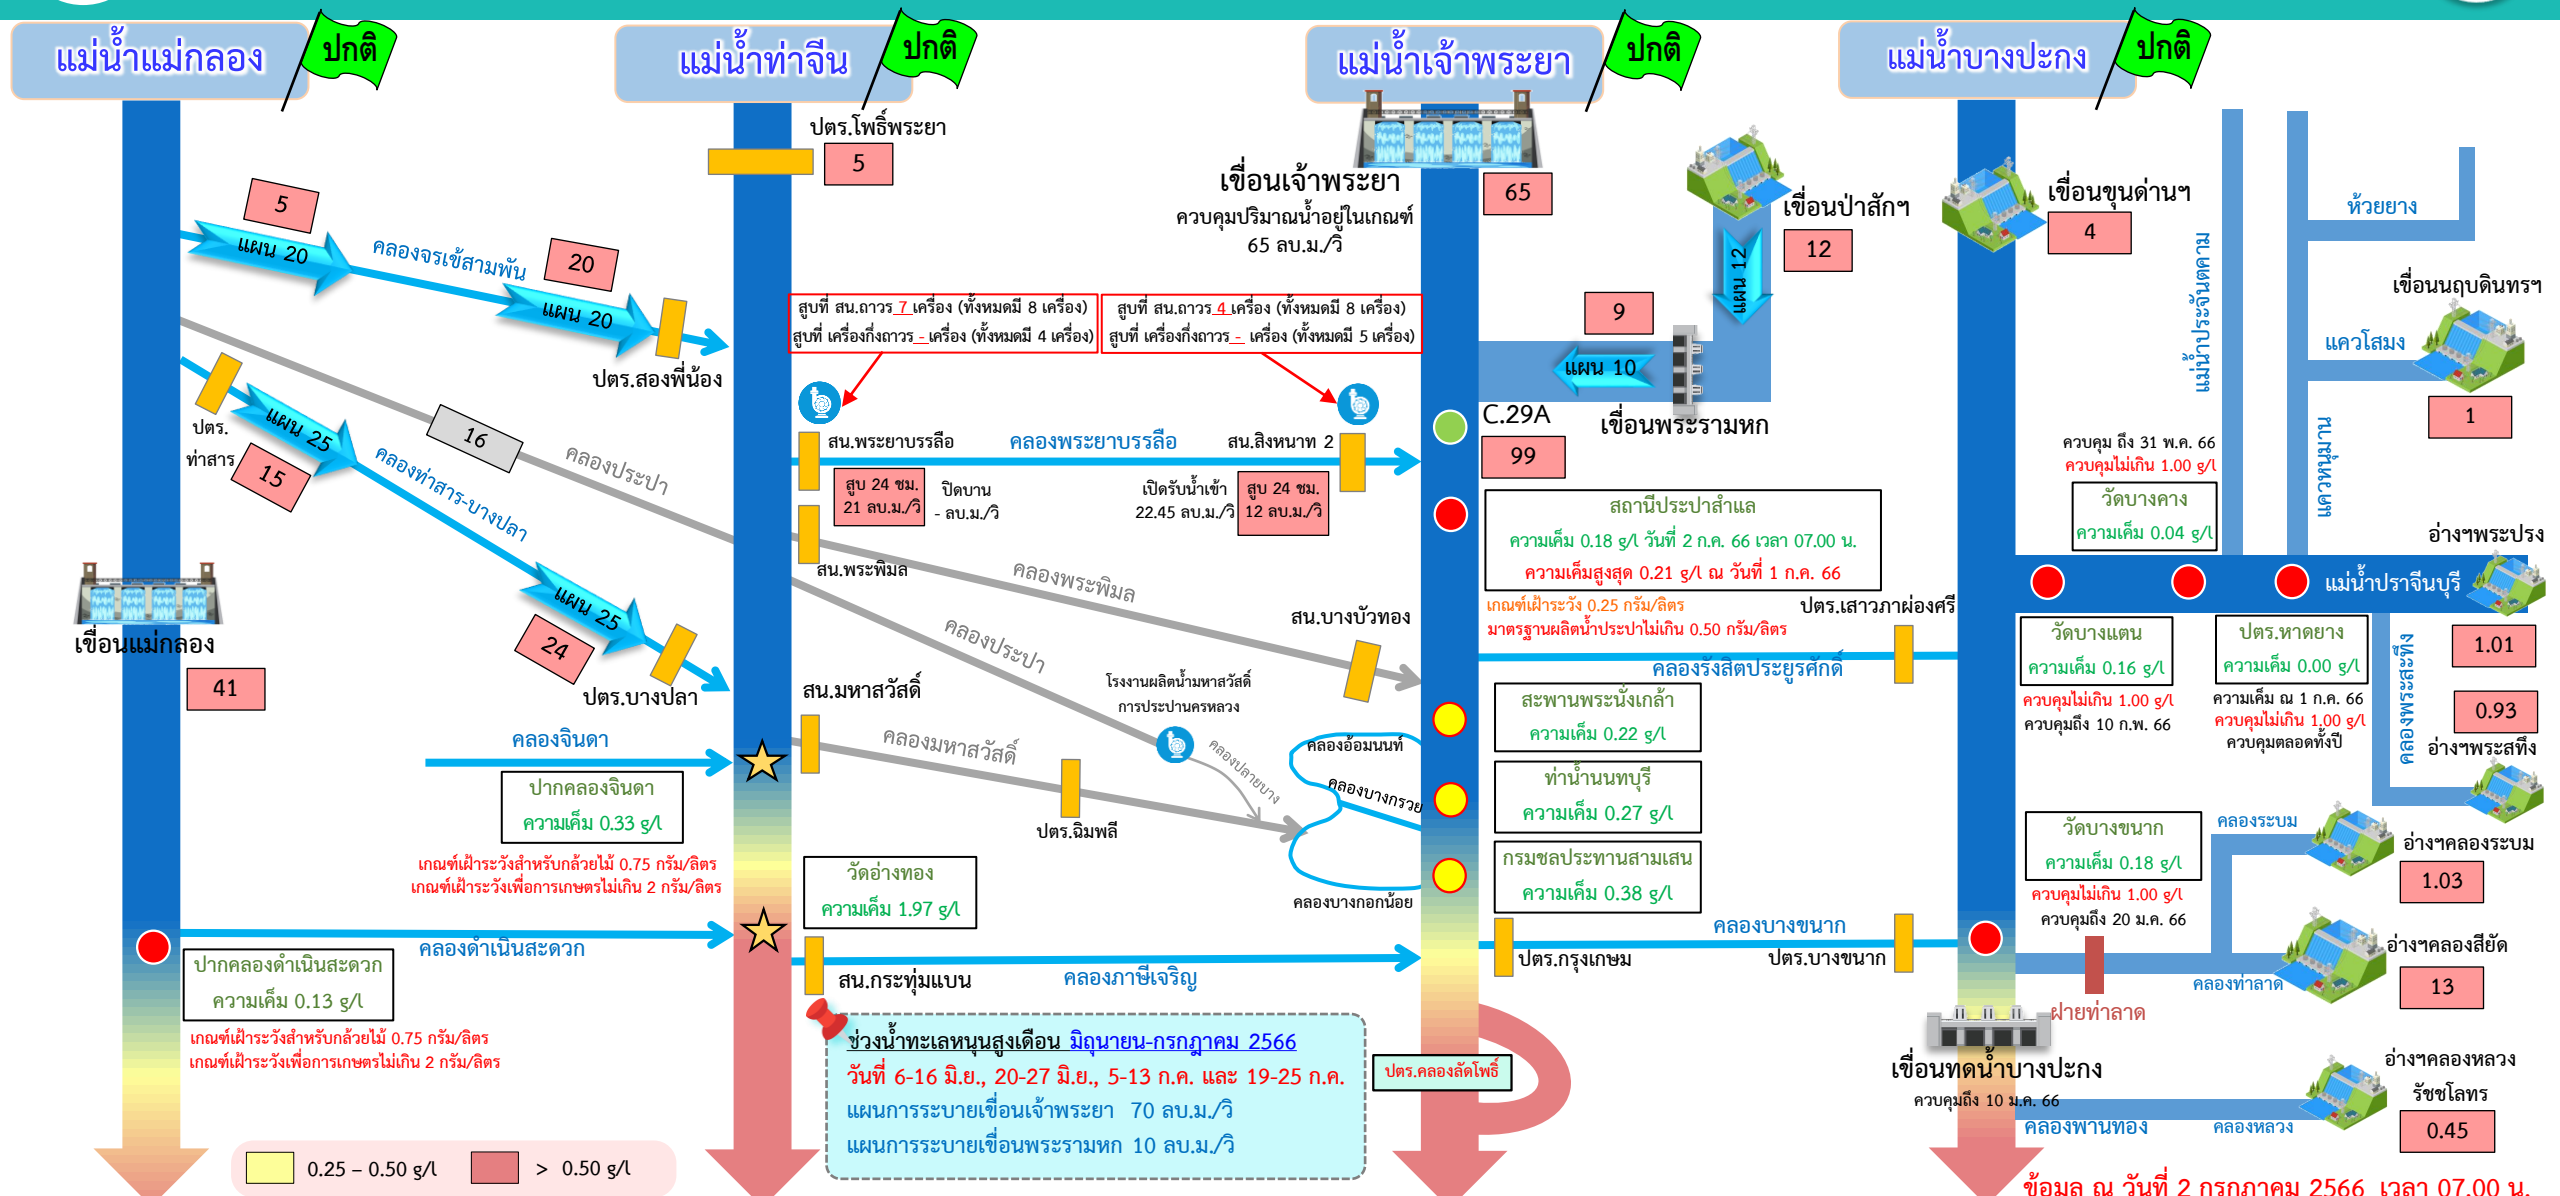 แม่น้ำแม่กลอง
ปกติ
แม่น้ำท่าจีน
ปกติ
แม่น้ำเจ้าพระยา
ปกติ
แม่น้ำบางปะกง
ปกติ
5
แผน 20
คลองจรเข้สามพัน
20
แผน 20
ปตร.สองพี่น้อง
ปตร.
ท่าสาร
แผน 25
15
คลองท่าสาร-บางปลา
16
คลองประปา
แผน 25
24
ปตร.บางปลา
เขื่อนแม่กลอง
41
คลองจินดา
ปากคลองจินดา
ความเค็ม 0.33 g/l
เกณฑ์เฝ้าระวังสำหรับกล้วยไม้ 0.75 กรัม/ลิตร
เกณฑ์เฝ้าระวังเพื่อการเกษตรไม่เกิน 2 กรัม/ลิตร
คลองดำเนินสะดวก
ปากคลองดำเนินสะดวก
ความเค็ม 0.13 g/l
เกณฑ์เฝ้าระวังสำหรับกล้วยไม้ 0.75 กรัม/ลิตร
เกณฑ์เฝ้าระวังเพื่อการเกษตรไม่เกิน 2 กรัม/ลิตร
0.25 – 0.50 g/l
> 0.50 g/l
ปตร.โพธิ์พระยา
5
สูบที่ สน.ถาวร 7 เครื่อง (ทั้งหมดมี 8 เครื่อง)
สูบที่ เครื่องกึ่งถาวร - เครื่อง (ทั้งหมดมี 4 เครื่อง)
สูบที่ สน.ถาวร 4 เครื่อง (ทั้งหมดมี 8 เครื่อง)
สูบที่ เครื่องกึ่งถาวร - เครื่อง (ทั้งหมดมี 5 เครื่อง)
สน.พระยาบรรลือ
คลองพระยาบรรลือ
สน.สิงหนาท 2
สูบ 24 ชม.
21 ลบ.ม./วิ
ปิดบาน
- ลบ.ม./วิ
เปิดรับน้ำเข้า
22.45 ลบ.ม./วิ
สูบ 24 ชม.
12 ลบ.ม./วิ
สน.พระพิมล
คลองพระพิมล
สน.บางบัวทอง
คลองประปา
โรงงานผลิตน้ำมหาสวัสดิ์
การประปานครหลวง
สน.มหาสวัสดิ์
คลองมหาสวัสดิ์
ปตร.ฉิมพลี
คลองปลายบาง
คลองอ้อมนนท์
คลองบางกรวย
คลองบางกอกน้อย
วัดอ่างทอง
ความเค็ม 1.97 g/l
สน.กระทุ่มแบน
คลองภาษีเจริญ
ช่วงน้ำทะเลหนุนสูงเดือน มิถุนายน-กรกฎาคม 2566
วันที่ 6-16 มิ.ย., 20-27 มิ.ย., 5-13 ก.ค. และ 19-25 ก.ค.
แผนการระบายเขื่อนเจ้าพระยา 70 ลบ.ม./วิ
แผนการระบายเขื่อนพระรามหก 10 ลบ.ม./วิ
เขื่อนเจ้าพระยา
ควบคุมปริมาณน้ำอยู่ในเกณฑ์
65 ลบ.ม./วิ
65
เขื่อนป่าสักฯ
12
แผน 12
9
แผน 10
เขื่อนพระรามหก
C.29A
99
สถานีประปาสำแล
ความเค็ม 0.18 g/l วันที่ 2 ก.ค. 66 เวลา 07.00 น.
ความเค็มสูงสุด 0.21 g/l ณ วันที่ 1 ก.ค. 66
เกณฑ์เฝ้าระวัง 0.25 กรัม/ลิตร
มาตรฐานผลิตน้ำประปาไม่เกิน 0.50 กรัม/ลิตร
ปตร.เสาวภาผ่องศรี
คลองรังสิตประยูรศักดิ์
สะพานพระนั่งเกล้า
ความเค็ม 0.22 g/l
ท่าน้ำนนทบุรี
ความเค็ม 0.27 g/l
กรมชลประทานสามเสน
ความเค็ม 0.38 g/l
ปตร.กรุงเกษม
คลองบางขนาก
ปตร.บางขนาก
ปตร.คลองลัดโพธิ์
เขื่อนขุนด่านฯ
4
แม่น้ำประจันตคาม
ห้วยยาง
เขื่อนนฤบดินทรฯ
แควโสมง
1
แควหนุมาน
ควบคุม ถึง 31 พ.ค. 66
ควบคุมไม่เกิน 1.00 g/l
วัดบางคาง
ความเค็ม 0.04 g/l
อ่างฯพระปรง
แม่น้ำปราจีนบุรี
1.01
วัดบางแตน
ความเค็ม 0.16 g/l
ควบคุมไม่เกิน 1.00 g/l
ควบคุมถึง 10 ก.พ. 66
ปตร.หาดยาง
ความเค็ม 0.00 g/l
ความเค็ม ณ 1 ก.ค. 66
ควบคุมไม่เกิน 1.00 g/l
ควบคุมตลอดทั้งปี
คลองพระสะทึง
0.93
อ่างฯพระสทึง
วัดบางขนาก
ความเค็ม 0.18 g/l
ควบคุมไม่เกิน 1.00 g/l
ควบคุมถึง 20 ม.ค. 66
คลองระบม
อ่างฯคลองระบม
1.03
อ่างฯคลองสียัด
13
คลองท่าลาด
ฝายท่าลาด
เขื่อนทดน้ำบางปะกง
ควบคุมถึง 10 ม.ค. 66
คลองพานทอง
คลองหลวง
อ่างฯคลองหลวง
รัชชโลทร
0.45
ข้อมูล ณ วันที่ 2 กรกฎาคม 2566 เวลา 07.00 น.